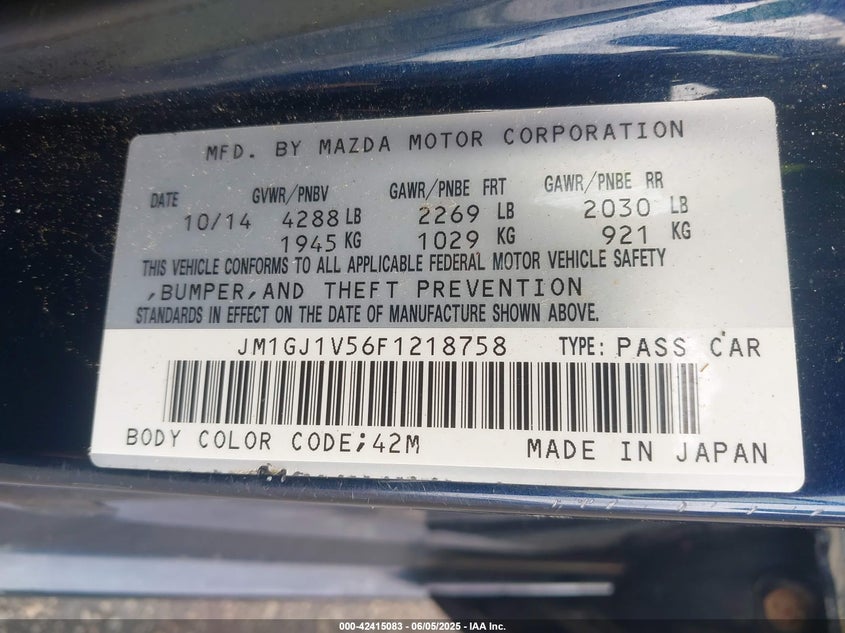 MFD. BY MAZDA MOTOR CORPORATION
DATE GVWR/PNBV GAWR/PNBE FRT GAWR/PNBE RR
10/14 4288 LB 2269 LB 2030 LB
1945 KG 1029 KG 921 KG
THIS VEHICLE CONFORMS TO ALL APPLICABLE FEDERAL MOTOR VEHICLE SAFETY
,BUMPER,AND THEFT PREVENTION
STANDARDS IN EFFECT ON THE DATE OF MANUFACTURE SHOWN ABOVE.
JM1GJ1V56F1218758 TYPE: PASS CAR
BODY COLOR CODE;42M MADE IN JAPAN
000-42415083 | 06/05/2025 - IAA Inc.